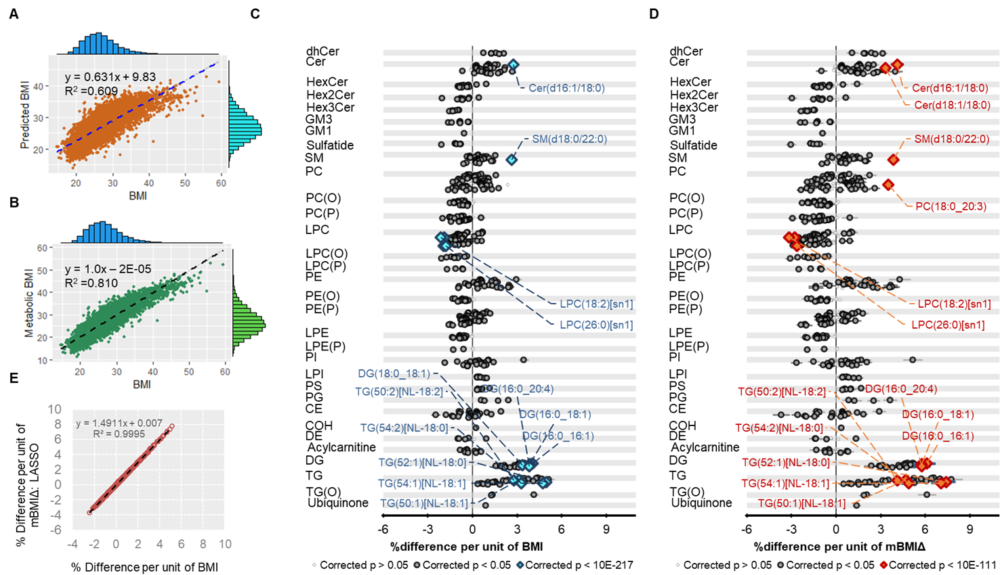 A
y = 0.631x + 9.83
R² =0.609
Predicted BMI
40
30
20
20
30
40
50
60
BMI
B
y = 1.0x – 2E-05
R² =0.810
Metabolic BMI
60
50
40
30
20
10
20
30
40
50
60
BMI
E
y = 1.4911x + 0.007
R² = 0.9995
% Difference per unit of
mBMIΔ: LASSO
10
8
6
4
2
0
-2
-4
-6
-4
-2
0
2
4
6
8
10
% Difference per unit of BMI
C
dhCer
Cer
HexCer
Hex2Cer
Hex3Cer
GM3
GM1
Sulfatide
SM
PC
PC(O)
PC(P)
LPC
LPC(O)
LPC(P)
PE
PE(O)
PE(P)
LPE
LPE(P)
PI
LPI
PS
PG
CE
COH
DE
Acylcarnitine
DG
TG
TG(O)
Ubiquinone
Cer(d16:1/18:0)
SM(d18:0/22:0)
LPC(18:2)[sn1]
LPC(26:0)[sn1]
DG(18:0_18:1)
TG(50:2)[NL-18:2]
DG(16:0_20:4)
DG(16:0_18:1)
TG(54:2)[NL-18:0]
DG(16:0_16:1)
TG(52:1)[NL-18:0]
TG(54:1)[NL-18:1]
TG(50:1)[NL-18:1]
-6
-3
0
3
6
9
%difference per unit of BMI
Corrected p > 0.05
Corrected p < 0.05
Corrected p < 10E-217
D
dhCer
Cer
HexCer
Hex2Cer
Hex3Cer
GM3
GM1
Sulfatide
SM
PC
PC(O)
PC(P)
LPC
LPC(O)
LPC(P)
PE
PE(O)
PE(P)
LPE
LPE(P)
PI
LPI
PS
PG
CE
COH
DE
Acylcarnitine
DG
TG
TG(O)
Ubiquinone
Cer(d16:1/18:0)
Cer(d18:1/18:0)
SM(d18:0/22:0)
PC(18:0_20:3)
LPC(18:2)[sn1]
LPC(26:0)[sn1]
TG(50:2)[NL-18:2]
DG(16:0_20:4)
DG(16:0_18:1)
TG(54:2)[NL-18:0]
DG(16:0_16:1)
TG(52:1)[NL-18:0]
TG(54:1)[NL-18:1]
TG(50:1)[NL-18:1]
-6
-3
0
3
6
9
%difference per unit of mBMIΔ
Corrected p > 0.05
Corrected p < 0.05
Corrected p < 10E-111